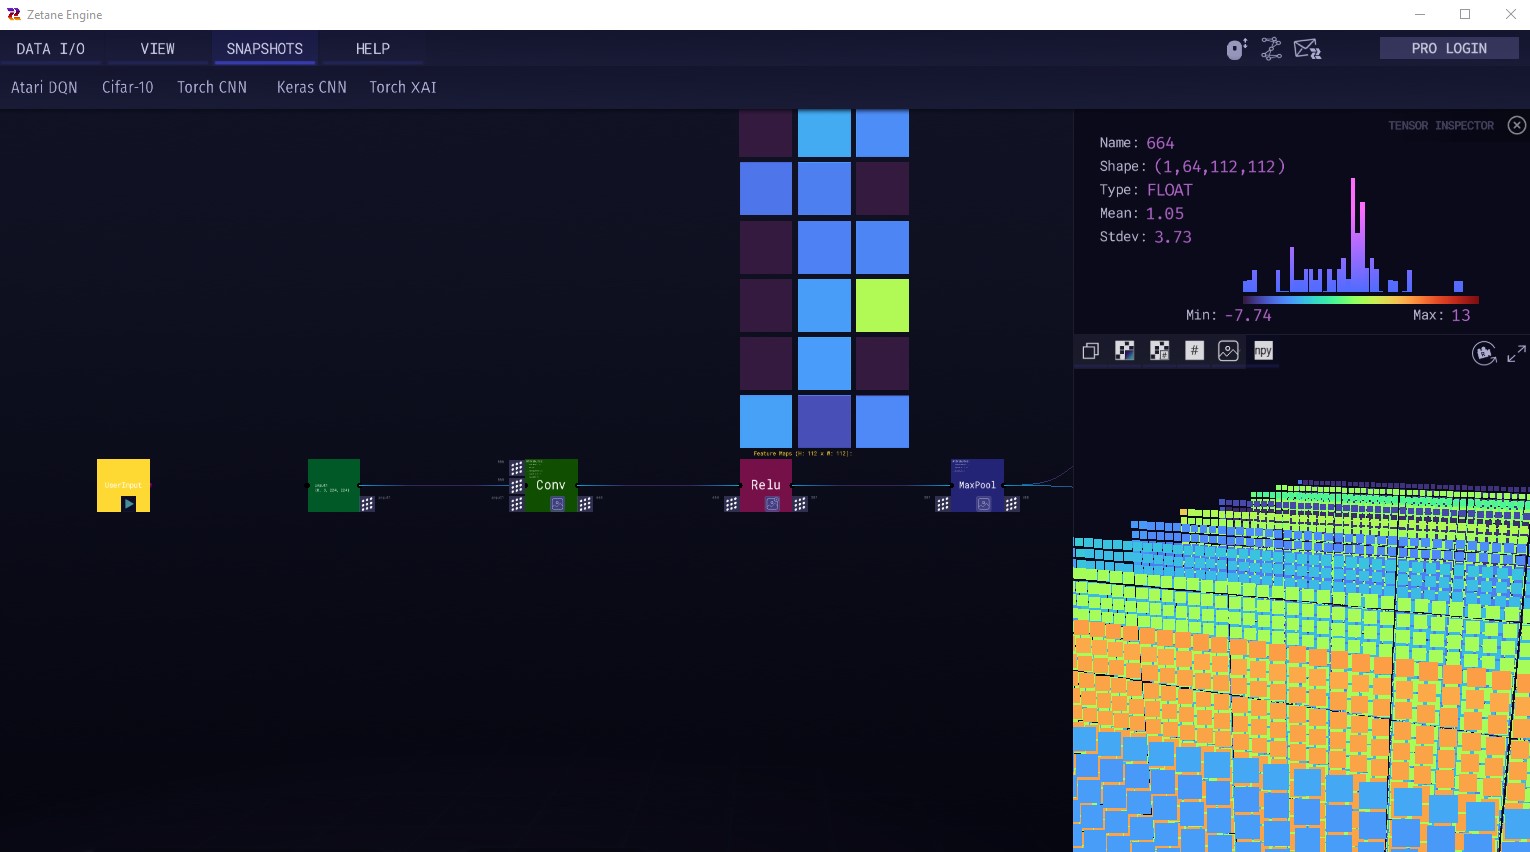 Zetane Engine
DATA I/O VIEW SNAPSHOTS HELP PRO LOGIN
Atari DQN Cifar-10 Torch CNN Keras CNN Torch XAI
TENSOR INSPECTOR
Name: 664
Shape: (1,64,112,112)
Type: FLOAT
Mean: 1.05
Stdev: 3.73
Min: -7.74 Max: 13
# npy
Feature Maps (H: 112 x W: 112):
UserInput Conv Relu MaxPool